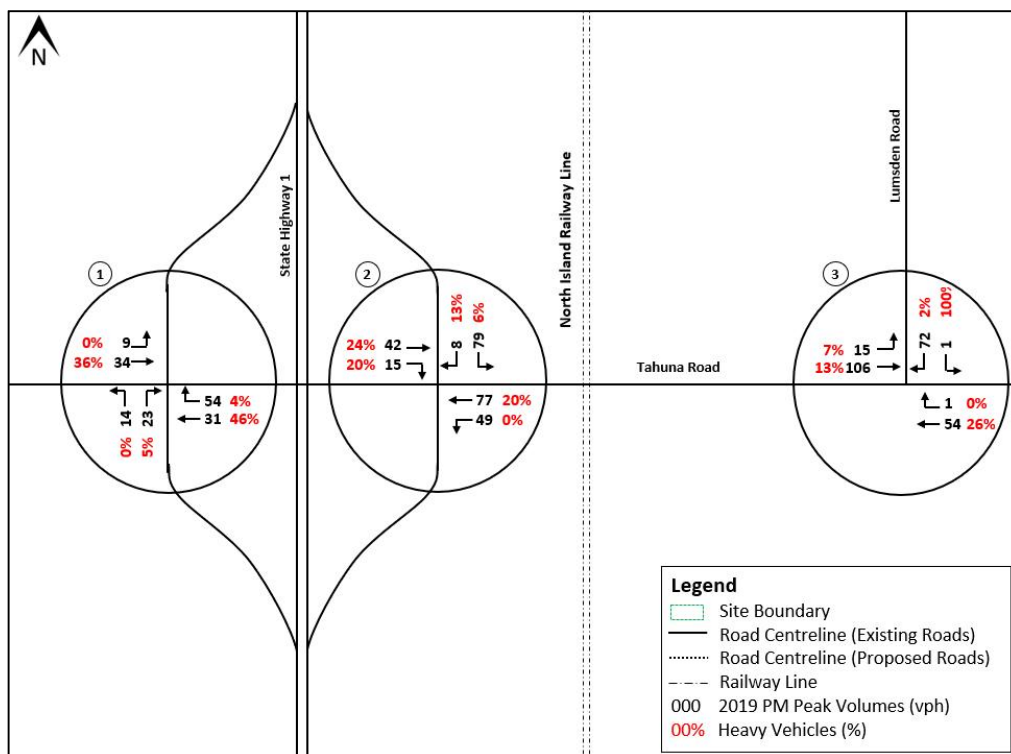 N
State Highway 1
North Island Railway Line
Lumsden Road
1
0% 9
36% 34
14
0%
23
5%
54 4%
31 46%
2
24% 42
20% 15
13%
8
6%
79
77 20%
49 0%
Tahuna Road
3
7% 15
13% 106
2%
72
100%
1
1 0%
54 26%
Legend
Site Boundary
Road Centreline (Existing Roads)
Road Centreline (Proposed Roads)
Railway Line
000 2019 PM Peak Volumes (vph)
00% Heavy Vehicles (%)